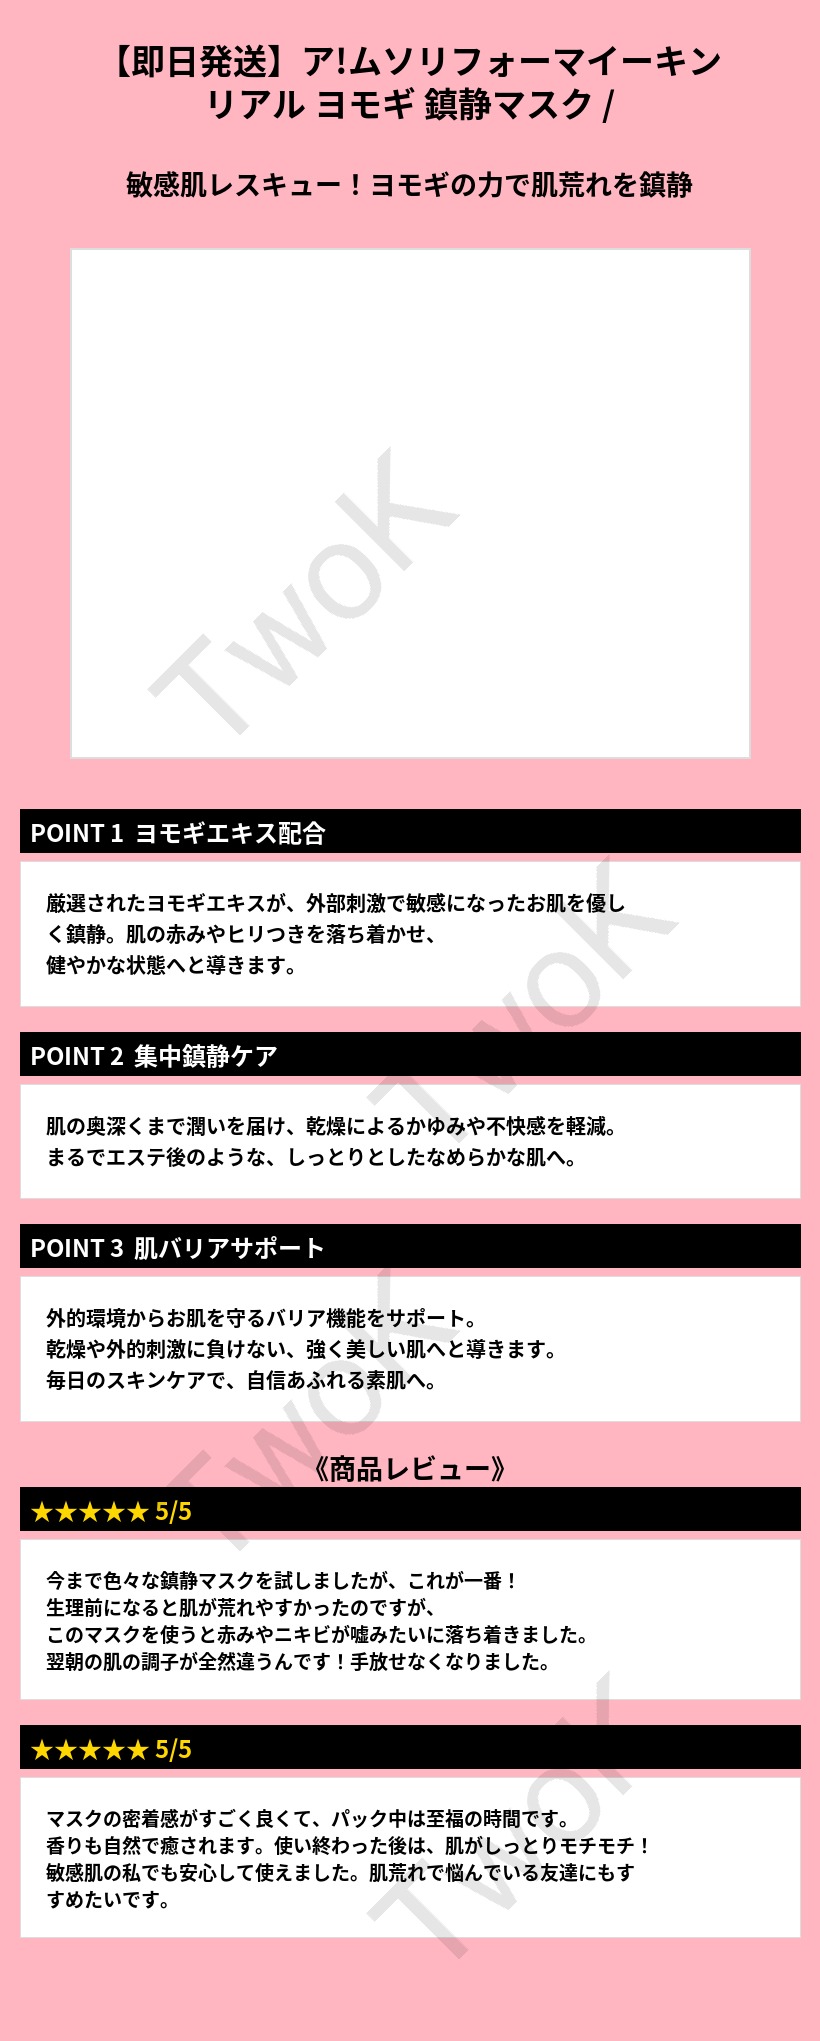 【即日発送】ア!ムソリフォーマイーキン
リアル ヨモギ 鎮静マスク /
敏感肌レスキュー！ヨモギの力で肌荒れを鎮静
TwoK
POINT 1 ヨモギエキス配合
厳選されたヨモギエキスが、外部刺激で敏感になったお肌を優し
く鎮静。肌の赤みやヒリつきを落ち着かせ、
健やかな状態へと導きます。
TwoK
POINT 2 集中鎮静ケア
肌の奥深くまで潤いを届け、乾燥によるかゆみや不快感を軽減。
まるでエステ後のような、しっとりとしたなめらかな肌へ。
POINT 3 肌バリアサポート
外的環境からお肌を守るバリア機能をサポート。
乾燥や外的刺激に負けない、強く美しい肌へと導きます。
毎日のスキンケアで、自信あふれる素肌へ。
TwoK
《商品レビュー》
★★★★★ 5/5
今まで色々な鎮静マスクを試しましたが、これが一番！
生理前になると肌が荒れやすかったのですが、
このマスクを使うと赤みやニキビが嘘みたいに落ち着きました。
翌朝の肌の調子が全然違うんです！手放せなくなりました。
★★★★★ 5/5
マスクの密着感がすごく良くて、パック中は至福の時間です。
香りも自然で癒されます。使い終わった後は、肌がしっとりモチモチ！
敏感肌の私でも安心して使えました。肌荒れで悩んでいる友達にもす
すめたいです。
TwoK